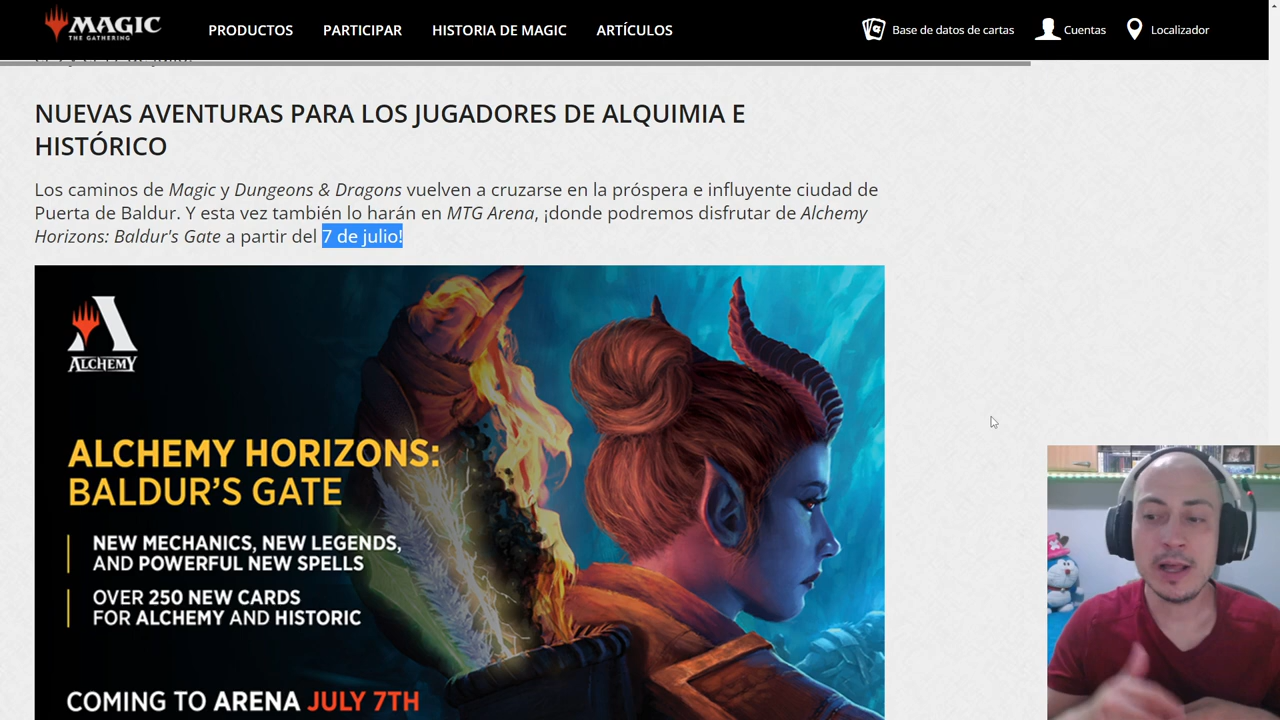 MAGIC
THE GATHERING
PRODUCTOS
PARTICIPAR
HISTORIA DE MAGIC
ARTÍCULOS
Base de datos de cartas
Cuentas
Localizador
NUEVAS AVENTURAS PARA LOS JUGADORES DE ALQUIMIA E
HISTÓRICO
Los caminos de Magic y Dungeons & Dragons vuelven a cruzarse en la próspera e influyente ciudad de
Puerta de Baldur. Y esta vez también lo harán en MTG Arena, ¡donde podremos disfrutar de Alchemy
Horizons: Baldur's Gate a partir del 7 de julio!
A
ALCHEMY
ALCHEMY HORIZONS:
BALDUR'S GATE
NEW MECHANICS, NEW LEGENDS,
AND POWERFUL NEW SPELLS
OVER 250 NEW CARDS
FOR ALCHEMY AND HISTORIC
COMING TO ARENA JULY 7TH